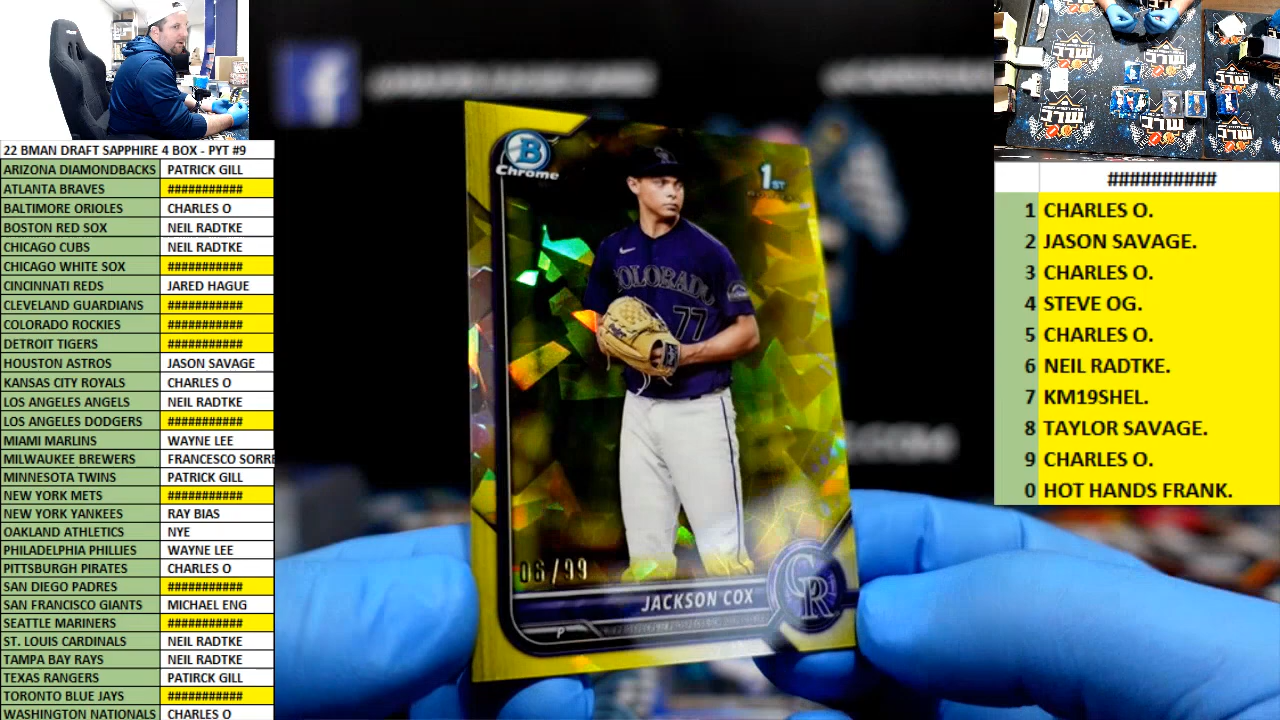 22 BMAN DRAFT SAPPHIRE 4 BOX - PYT #9
ARIZONA DIAMONDBACKS PATRICK GILL
ATLANTA BRAVES ###########
BALTIMORE ORIOLES CHARLES O
BOSTON RED SOX NEIL RADTKE
CHICAGO CUBS NEIL RADTKE
CHICAGO WHITE SOX ###########
CINCINNATI REDS JARED HAGUE
CLEVELAND GUARDIANS ###########
COLORADO ROCKIES ###########
DETROIT TIGERS ###########
HOUSTON ASTROS JASON SAVAGE
KANSAS CITY ROYALS CHARLES O
LOS ANGELES ANGELS NEIL RADTKE
LOS ANGELES DODGERS ###########
MIAMI MARLINS WAYNE LEE
MILWAUKEE BREWERS FRANCESCO SORRE
MINNESOTA TWINS PATRICK GILL
NEW YORK METS ###########
NEW YORK YANKEES RAY BIAS
OAKLAND ATHLETICS NYE
PHILADELPHIA PHILLIES WAYNE LEE
PITTSBURGH PIRATES CHARLES O
SAN DIEGO PADRES ###########
SAN FRANCISCO GIANTS MICHAEL ENG
SEATTLE MARINERS ###########
ST. LOUIS CARDINALS NEIL RADTKE
TAMPA BAY RAYS NEIL RADTKE
TEXAS RANGERS PATIRCK GILL
TORONTO BLUE JAYS ###########
WASHINGTON NATIONALS CHARLES O
B
Chrome
1ST
COLORADO
77
06/99
JACKSON COX
P
CR
MLC
##########
1 CHARLES O.
2 JASON SAVAGE.
3 CHARLES O.
4 STEVE OG.
5 CHARLES O.
6 NEIL RADTKE.
7 KM19SHEL.
8 TAYLOR SAVAGE.
9 CHARLES O.
0 HOT HANDS FRANK.